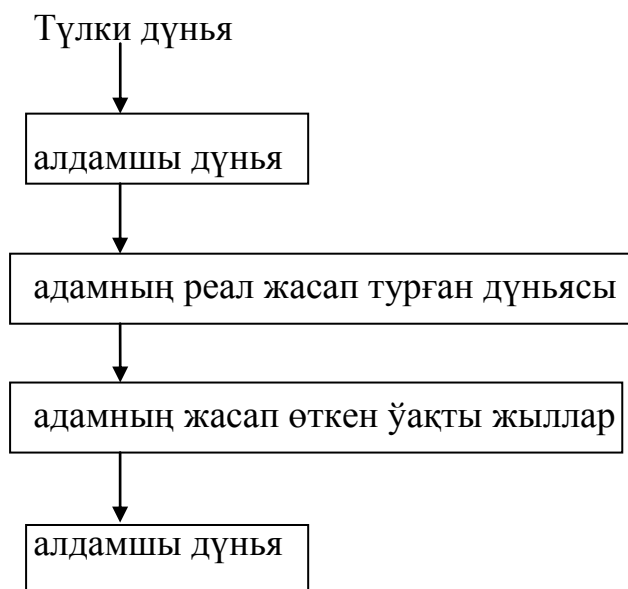 Түлки дүнья
алдамшы дүнья
адамның реал жасап турған дүньясы
адамның жасап өткен ўақты жыллар
алдамшы дүнья